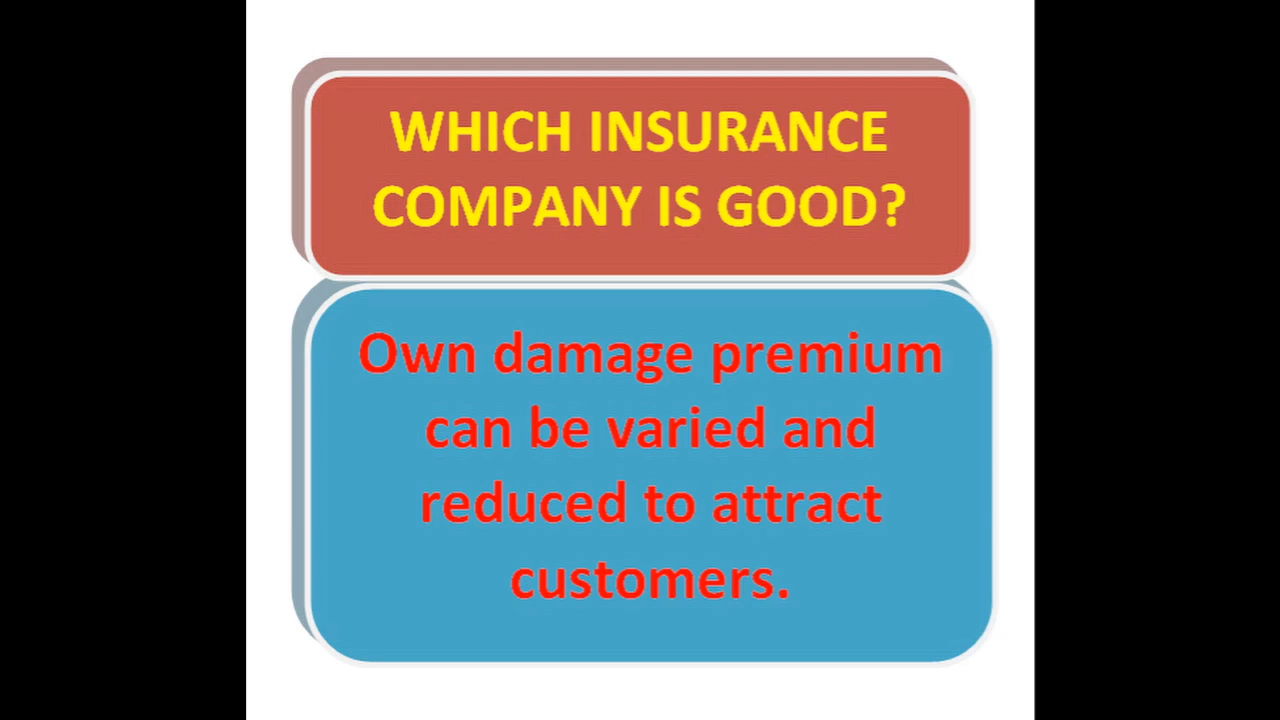 WHICH INSURANCE
COMPANY IS GOOD?
Own damage premium
can be varied and
reduced to attract
customers.